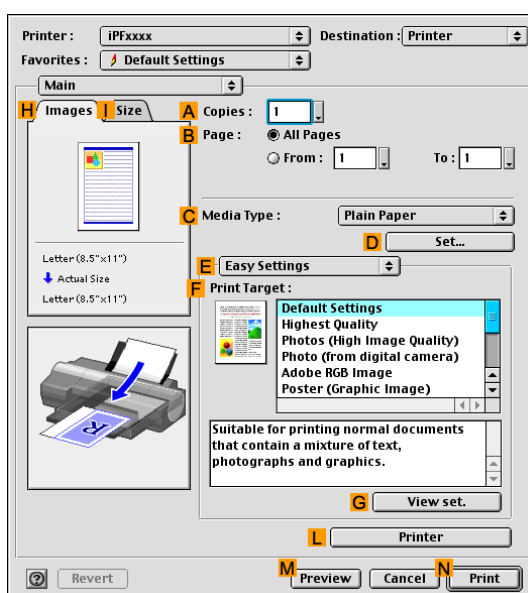 Printer : iPFxxxx Destination : Printer
Favorites : Default Settings
Main
H Images I Size A Copies : 1
B Page : All Pages
From : 1 To : 1
C Media Type : Plain Paper
D Set...
Letter (8.5"x11")
Actual Size
Letter (8.5"x11")
E Easy Settings
F Print Target :
Default Settings
Highest Quality
Photos (High Image Quality)
Photo (from digital camera)
Adobe RGB Image
Poster (Graphic Image)
R
Suitable for printing normal documents
that contain a mixture of text,
photographs and graphics.
G View set.
L Printer
? Revert M Preview Cancel N Print